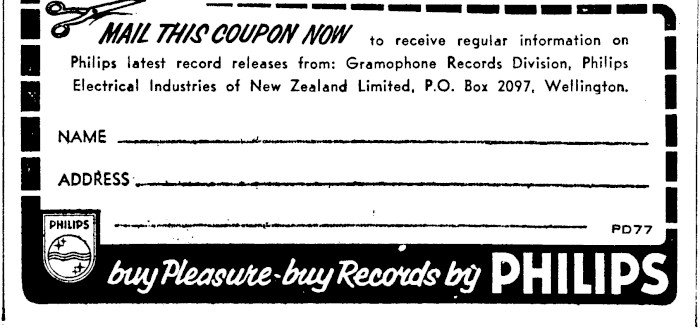 MAIL THIS COUPON NOW to receive regular information on
Philips latest record releases from: Gramophone Records Division, Philips
Electrical Industries of New Zealand Limited, P.O. Box 2097, Wellington.
NAME
ADDRESS
PD77
PHILIPS
buy Pleasure-buy Records by PHILIPS